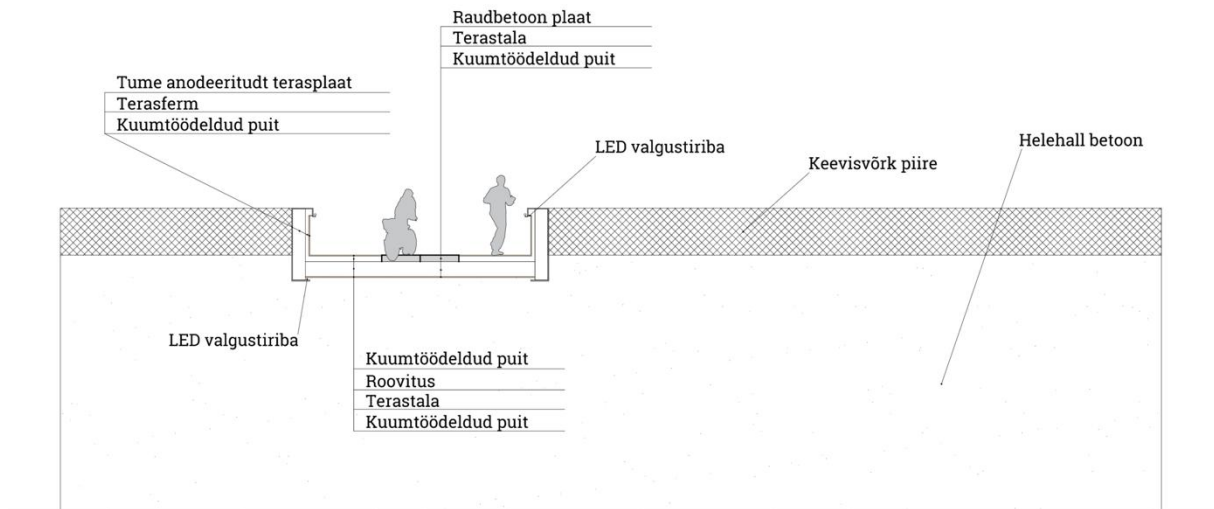 Raudbetoon plaat
Terastala
Kuumtöödeldud puit
Tume anodeeritudt terasplaat
Terasferm
Kuumtöödeldud puit
LED valgustiriba
Keevisvõrk piire
Helehall betoon
LED valgustiriba
Kuumtöödeldud puit
Roovitus
Terastala
Kuumtöödeldud puit